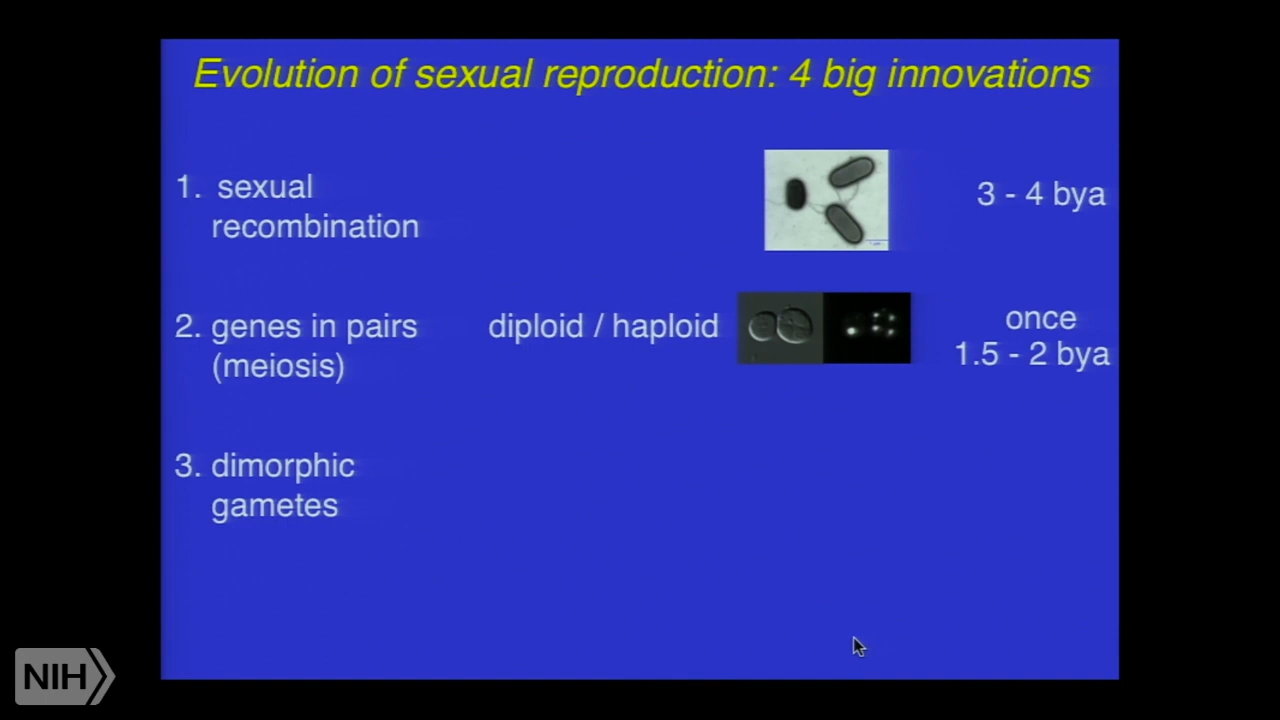 Evolution of sexual reproduction: 4 big innovations
1. sexual
recombination
3 - 4 bya
2. genes in pairs
(meiosis)
diploid / haploid
once
1.5 - 2 bya
3. dimorphic
gametes
NIH